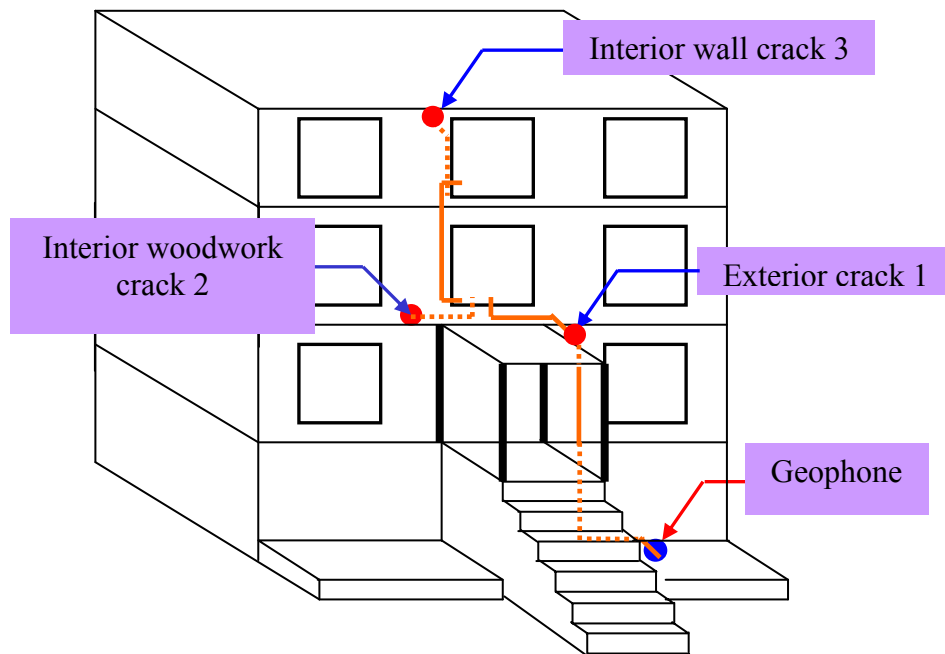 Interior wall crack 3
Interior woodwork
crack 2
Exterior crack 1
Geophone